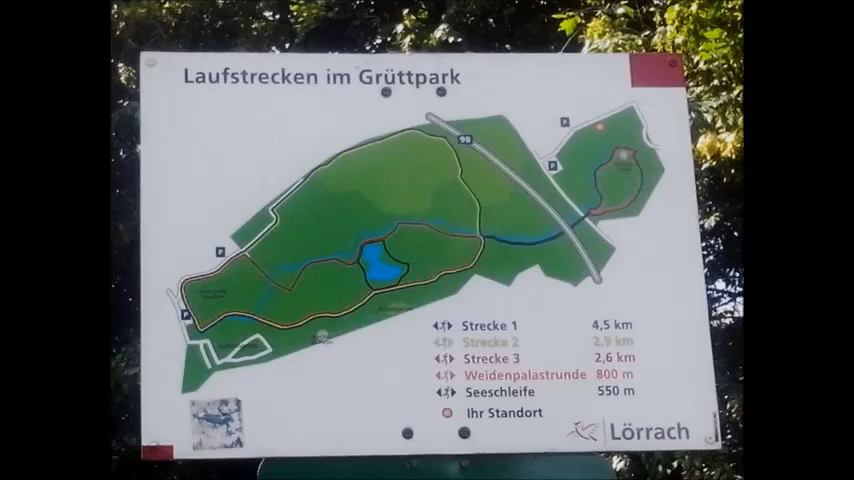 Laufstrecken im Grüttpark
P
98
P
P
P
Strecke 1 4,5 km
Strecke 2 2,9 km
Strecke 3 2,6 km
Weidenpalastrunde 800 m
Seeschleife 550 m
Ihr Standort
Lörrach